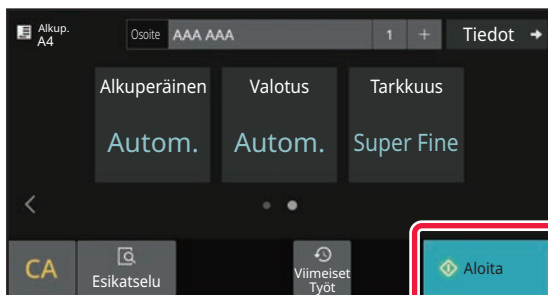 Alkup.
A4
Osoite AAA AAA 1 + Tiedot
Alkuperäinen Valotus Tarkkuus
Autom. Autom. Super Fine
CA
Esikatselu
Viimeiset
Työt
Aloita